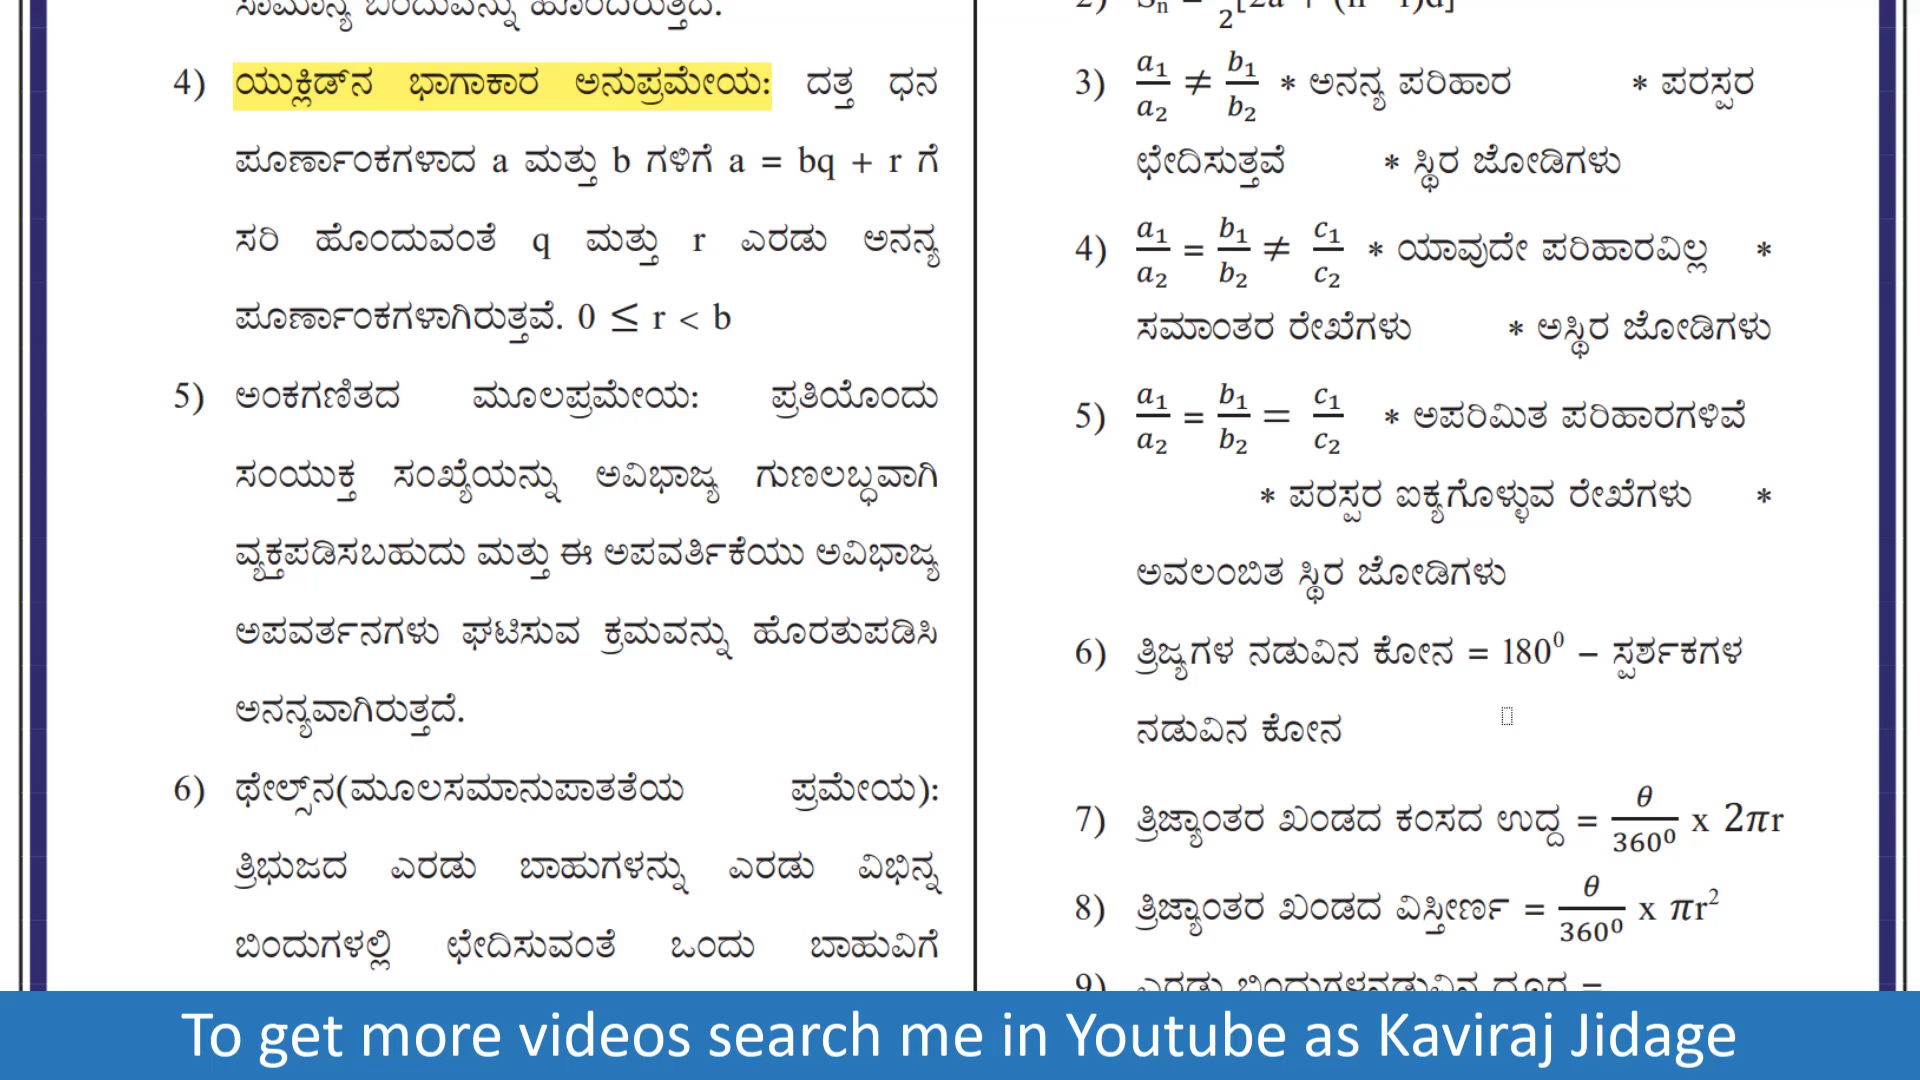 ಸಾಮಾನ್ಯ ಬಿಂದುವನ್ನು ಹೊಂದಿರುತ್ತದೆ.
4) ಯುಕ್ಲಿಡ್‌ನ ಭಾಗಾಕಾರ ಅನುಪ್ರಮೇಯ: ದತ್ತ ಧನ
ಪೂರ್ಣಾಂಕಗಳಾದ a ಮತ್ತು b ಗಳಿಗೆ a = bq + r ಗೆ
ಸರಿ ಹೊಂದುವಂತೆ q ಮತ್ತು r ಎರಡು ಅನನ್ಯ
ಪೂರ್ಣಾಂಕಗಳಾಗಿರುತ್ತವೆ. 0 ≤ r < b
5) ಅಂಕಗಣಿತದ ಮೂಲಪ್ರಮೇಯ: ಪ್ರತಿಯೊಂದು
ಸಂಯುಕ್ತ ಸಂಖ್ಯೆಯನ್ನು ಅವಿಭಾಜ್ಯ ಗುಣಲಬ್ಧವಾಗಿ
ವ್ಯಕ್ತಪಡಿಸಬಹುದು ಮತ್ತು ಈ ಅಪವರ್ತಿಕೆಯು ಅವಿಭಾಜ್ಯ
ಅಪವರ್ತನಗಳು ಘಟಿಸುವ ಕ್ರಮವನ್ನು ಹೊರತುಪಡಿಸಿ
ಅನನ್ಯವಾಗಿರುತ್ತದೆ.
6) ಥೇಲ್ಸ್‌ನ(ಮೂಲಸಮಾನುಪಾತತೆಯ ಪ್ರಮೇಯ):
ತ್ರಿಭುಜದ ಎರಡು ಬಾಹುಗಳನ್ನು ಎರಡು ವಿಭಿನ್ನ
ಬಿಂದುಗಳಲ್ಲಿ ಛೇದಿಸುವಂತೆ ಒಂದು ಬಾಹುವಿಗೆ
3) a₁/a₂ ≠ b₁/b₂ * ಅನನ್ಯ ಪರಿಹಾರ * ಪರಸ್ಪರ
ಛೇದಿಸುತ್ತವೆ * ಸ್ಥಿರ ಜೋಡಿಗಳು
4) a₁/a₂ = b₁/b₂ ≠ c₁/c₂ * ಯಾವುದೇ ಪರಿಹಾರವಿಲ್ಲ *
ಸಮಾಂತರ ರೇಖೆಗಳು * ಅಸ್ಥಿರ ಜೋಡಿಗಳು
5) a₁/a₂ = b₁/b₂ = c₁/c₂ * ಅಪರಿಮಿತ ಪರಿಹಾರಗಳಿವೆ
* ಪರಸ್ಪರ ಐಕ್ಯಗೊಳ್ಳುವ ರೇಖೆಗಳು *
ಅವಲಂಬಿತ ಸ್ಥಿರ ಜೋಡಿಗಳು
6) ತ್ರಿಜ್ಯಗಳ ನಡುವಿನ ಕೋನ = 180⁰ – ಸ್ಪರ್ಶಕಗಳ
ನಡುವಿನ ಕೋನ
7) ತ್ರಿಜ್ಯಾಂತರ ಖಂಡದ ಕಂಸದ ಉದ್ದ = θ/360⁰ x 2πr
8) ತ್ರಿಜ್ಯಾಂತರ ಖಂಡದ ವಿಸ್ತೀರ್ಣ = θ/360⁰ x πr²
9) ಎರಡು ಬಿಂದುಗಳನಡುವಿನ ದೂರ =
To get more videos search me in Youtube as Kaviraj Jidage